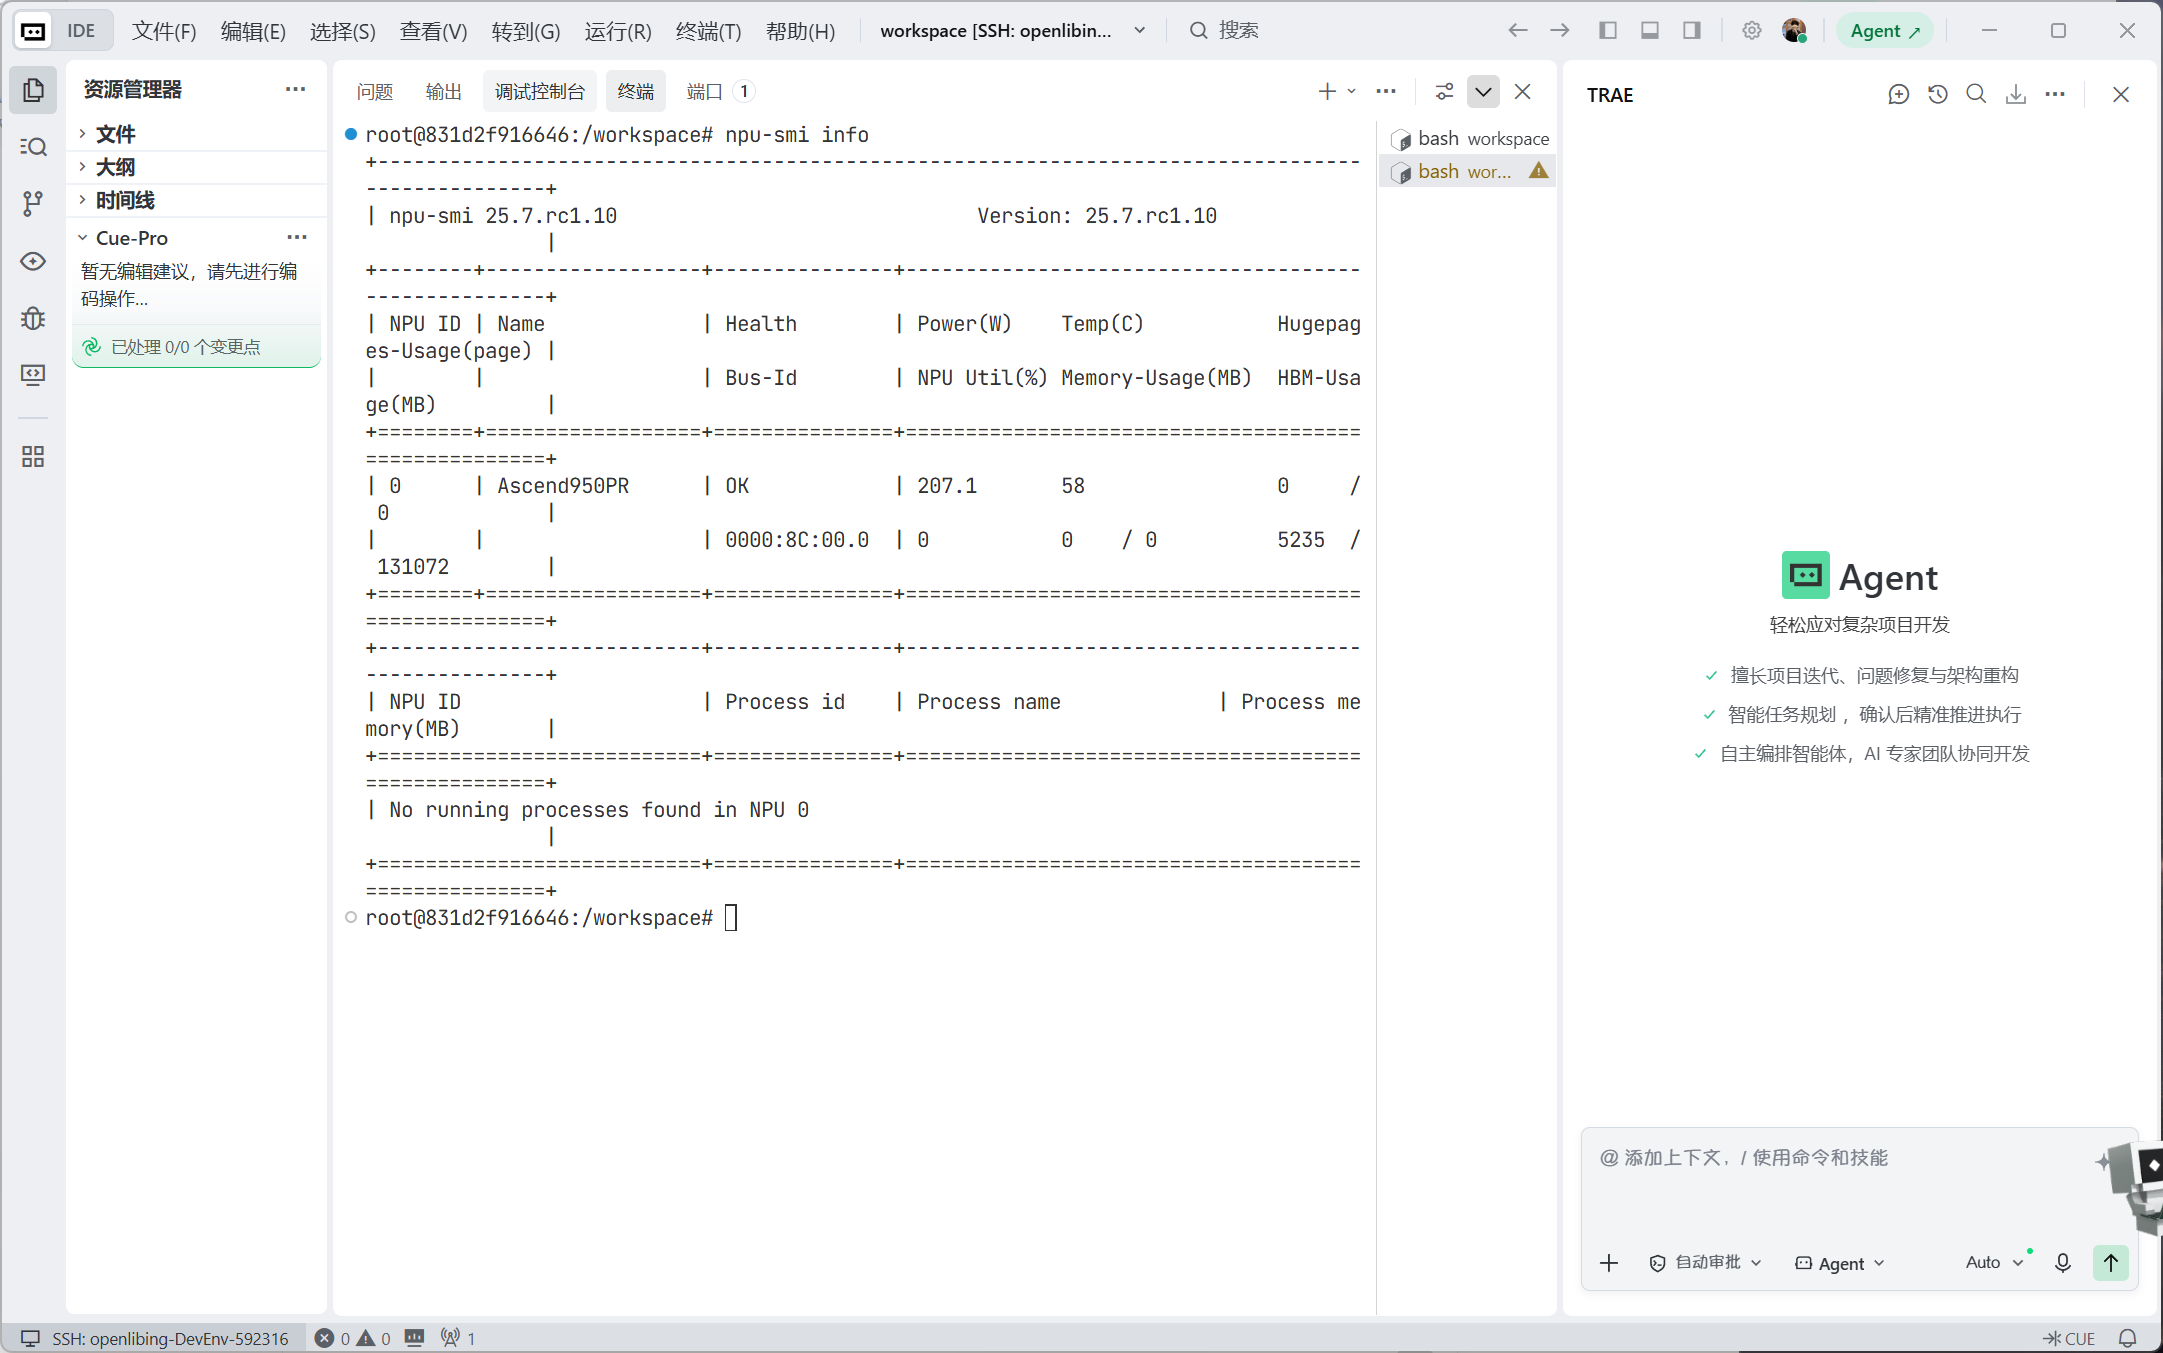 IDE 文件(F) 编辑(E) 选择(S) 查看(V) 转到(G) 运行(R) 终端(T) 帮助(H) workspace [SSH: openlibin... 搜索 Agent ↗
资源管理器 ...
文件
大纲
时间线
Cue-Pro ...
暂无编辑建议，请先进行编
码操作...
已处理 0/0 个变更点
问题 输出 调试控制台 终端 端口 1
root@831d2f916646:/workspace# npu-smi info
+----------------------------------------------------------------------------------
---------------+
| npu-smi 25.7.rc1.10                              Version: 25.7.rc1.10
               |
+--------+------------------+---------------+--------------------------------------
---------------+
| NPU ID | Name             | Health        | Power(W)    Temp(C)           Hugepag
es-Usage(page) |
|        |                  | Bus-Id        | NPU Util(%) Memory-Usage(MB)  HBM-Usa
ge(MB)         |
+========+==================+===============+======================================
===============+
| 0      | Ascend950PR      | OK            | 207.1       58                0     /
 0             |
|        |                  | 0000:8C:00.0  | 0           0    / 0          5235  /
 131072        |
+========+==================+===============+======================================
===============+
+---------------------------+---------------+--------------------------------------
---------------+
| NPU ID                    | Process id    | Process name             | Process me
mory(MB)       |
+===========================+===============+======================================
===============+
| No running processes found in NPU 0
               |
+===========================+===============+======================================
===============+
root@831d2f916646:/workspace#
bash workspace
bash wor...
TRAE
Agent
轻松应对复杂项目开发
擅长项目迭代、问题修复与架构重构
智能任务规划，确认后精准推进执行
自主编排智能体，AI 专家团队协同开发
@ 添加上下文，/ 使用命令和技能
自动审批 Agent Auto
SSH: openlibing-DevEnv-592316 0 0 1 CUE